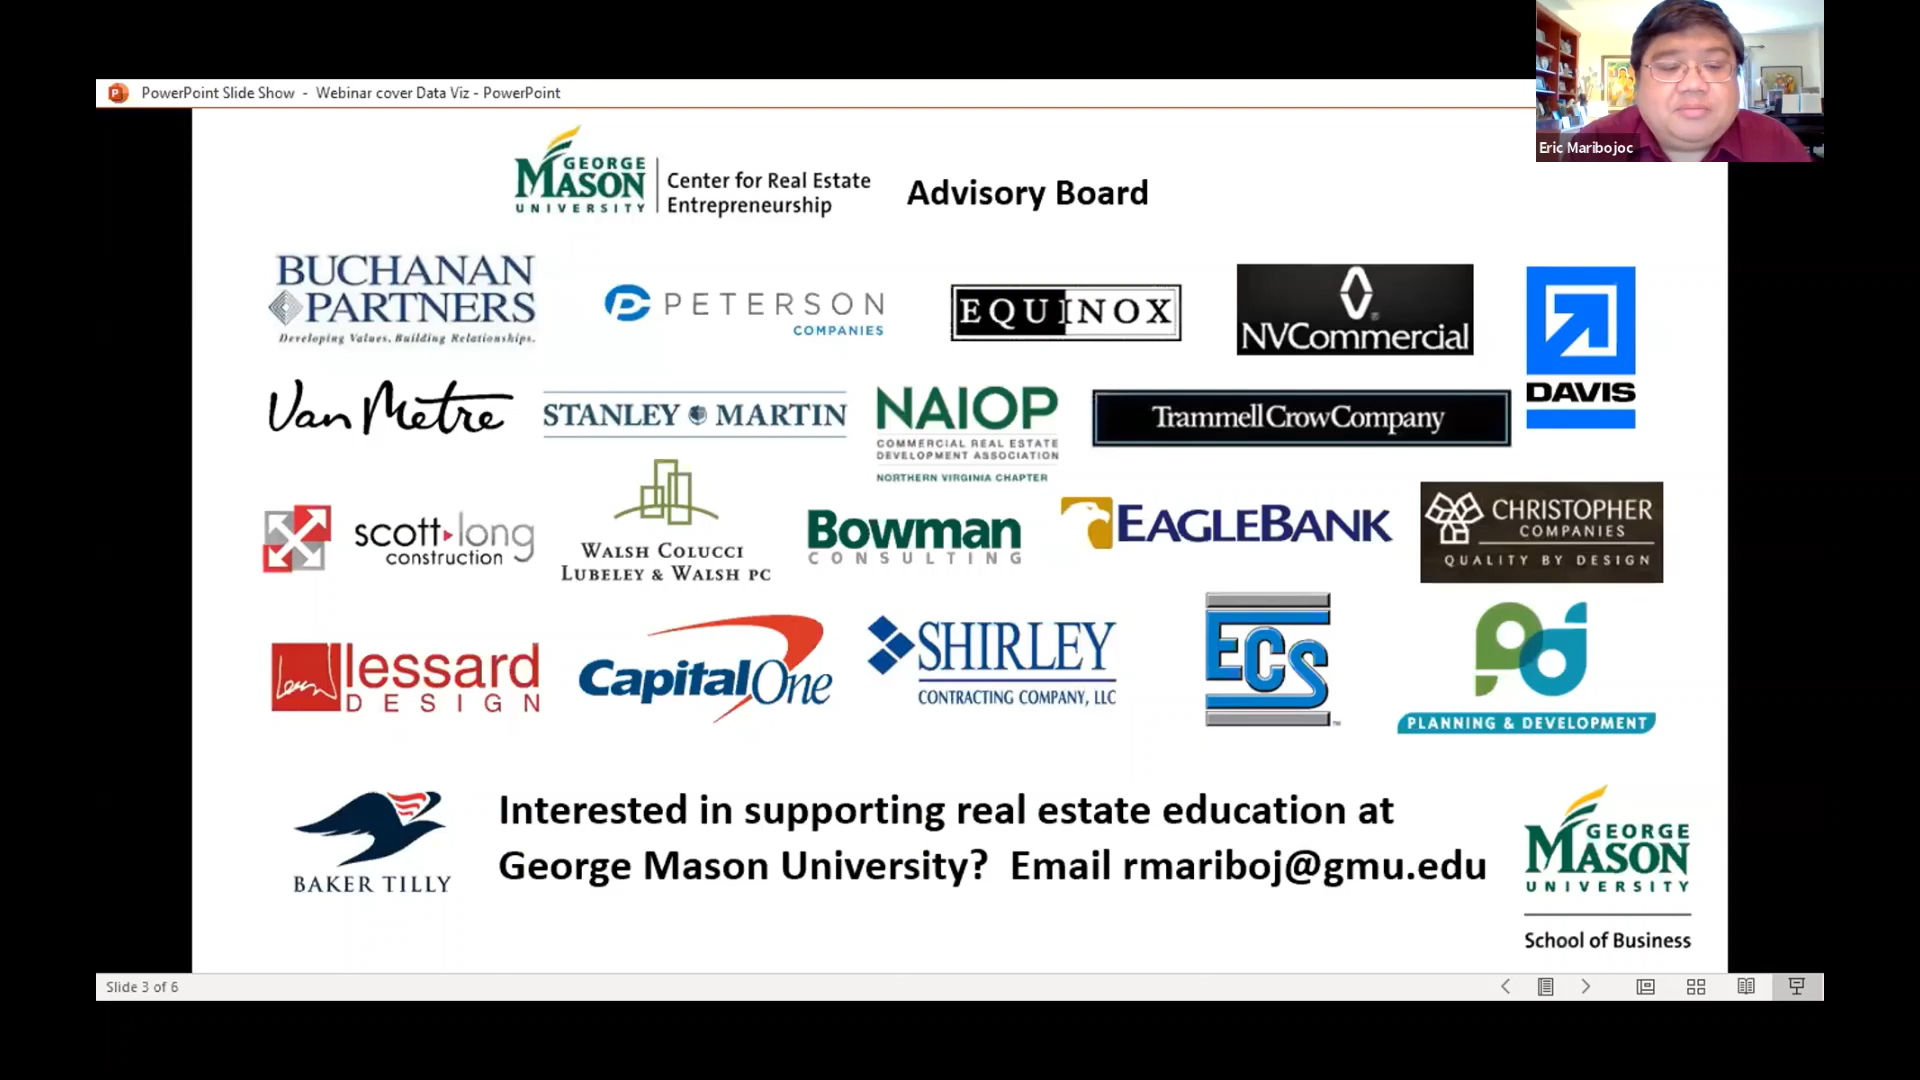 PowerPoint Slide Show - Webinar cover Data Viz - PowerPoint
Eric Maribojoc
GEORGE
MASON
UNIVERSITY
Center for Real Estate
Entrepreneurship
Advisory Board
BUCHANAN
PARTNERS
Developing Values. Building Relationships.
PETERSON
COMPANIES
EQUINOX
NVCommercial
DAVIS
Van Metre
STANLEY MARTIN
NAIOP
COMMERCIAL REAL ESTATE
DEVELOPMENT ASSOCIATION
NORTHERN VIRGINIA CHAPTER
TrammellCrowCompany
scott long
construction
WALSH COLUCCI
LUBELEY & WALSH PC
Bowman
CONSULTING
EAGLEBANK
CHRISTOPHER
COMPANIES
QUALITY BY DESIGN
lessard
DESIGN
CapitalOne
SHIRLEY
CONTRACTING COMPANY, LLC
ECS
TM
PD
PLANNING & DEVELOPMENT
BAKER TILLY
Interested in supporting real estate education at
George Mason University? Email rmariboj@gmu.edu
GEORGE
MASON
UNIVERSITY
School of Business
Slide 3 of 6